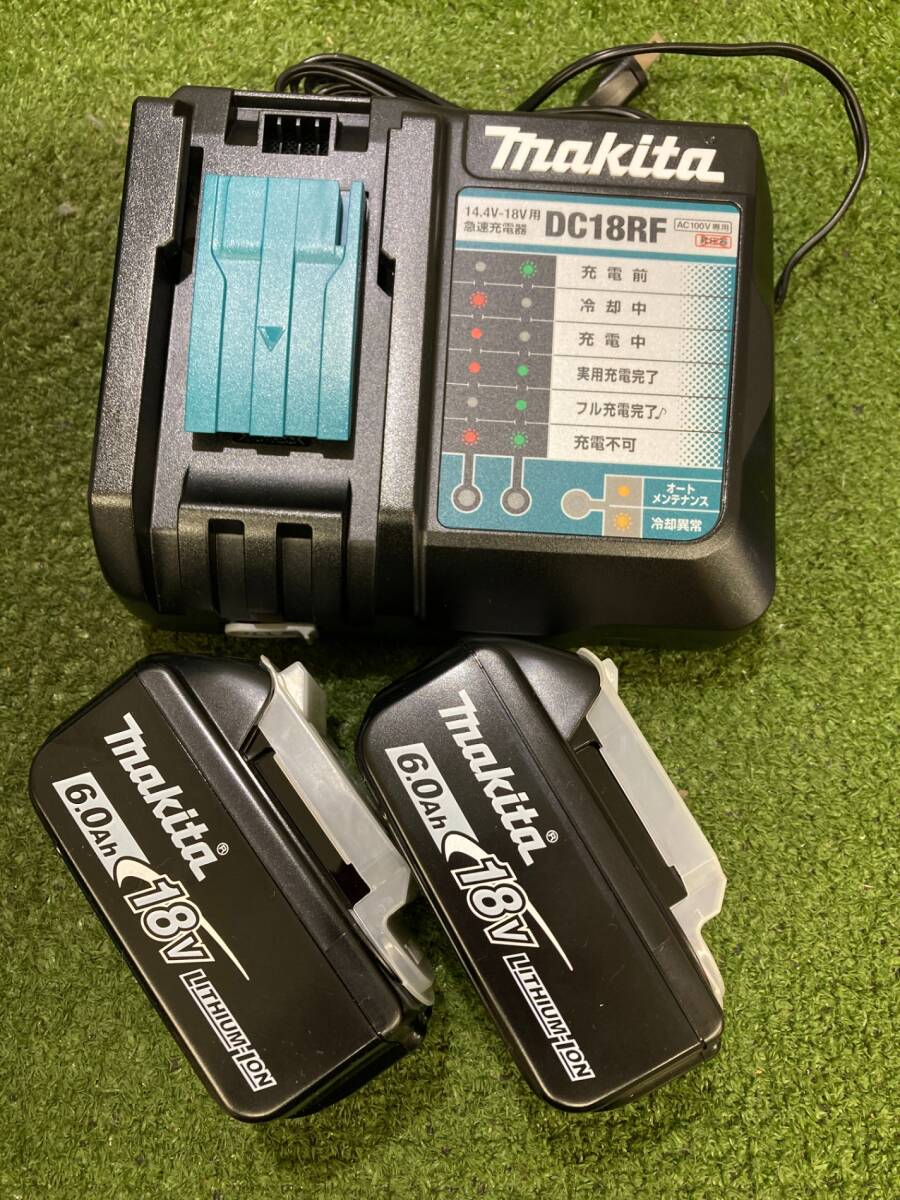 makita
14.4V-18V用
急速充電器
DC18RF
AC100V専用
充電前
冷却中
充電中
実用充電完了
フル充電完了♪
充電不可
オート
メンテナンス
冷却異常
makita®
6.0Ah
18V
LITHIUM-ION
makita®
6.0Ah
18V
LITHIUM-ION